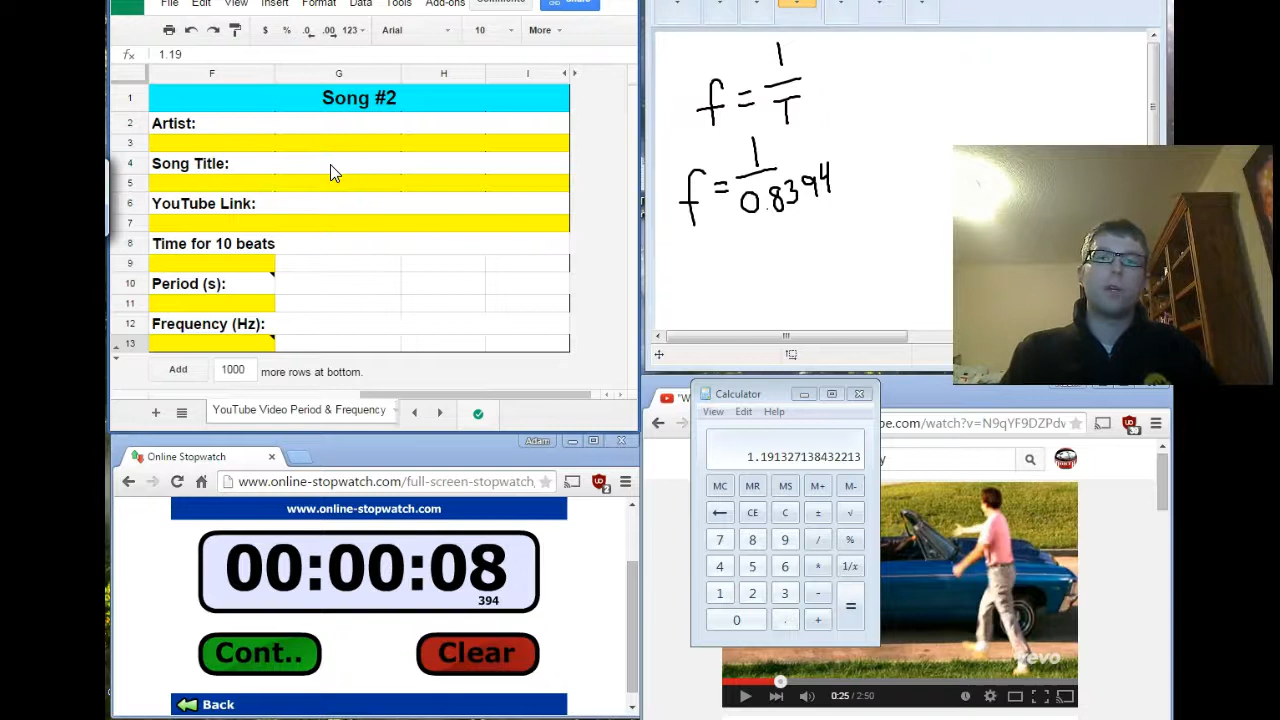 File Edit View Insert Format Data Tools Add-ons Comments Share
$ % .0 .00 123 Arial 10 More
fx 1.19
F G H I
1 Song #2
2 Artist:
3
4 Song Title:
5
6 YouTube Link:
7
8 Time for 10 beats
9
10 Period (s):
11
12 Frequency (Hz):
13
Add 1000 more rows at bottom.
YouTube Video Period & Frequency
f = 1/T
f = 1/0.8394
Adam
Online Stopwatch
www.online-stopwatch.com/full-screen-stopwatch
www.online-stopwatch.com
00:00:08
394
Cont.. Clear
Back
Calculator
View Edit Help
1.191327138432213
MC MR MS M+ M-
← CE C ± √
7 8 9 / %
4 5 6 * 1/x
1 2 3 - =
0 . +
"W
be.com/watch?v=N9qYF9DZPdv
y
vevo
0:25 / 2:50